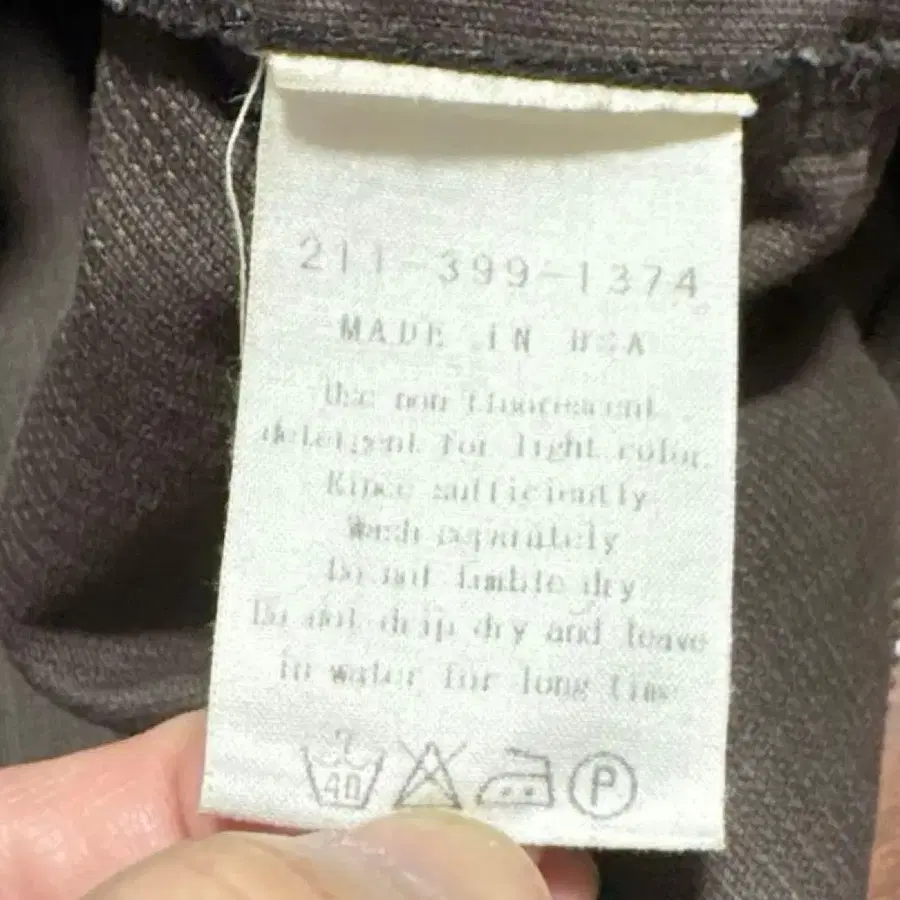 211-399-1374
MADE IN USA
Use non fluorescent
detergent for light color.
Rince sufficiently
Wash separately
Do not tumble dry
Do not drip dry and leave
in water for long time
40
P